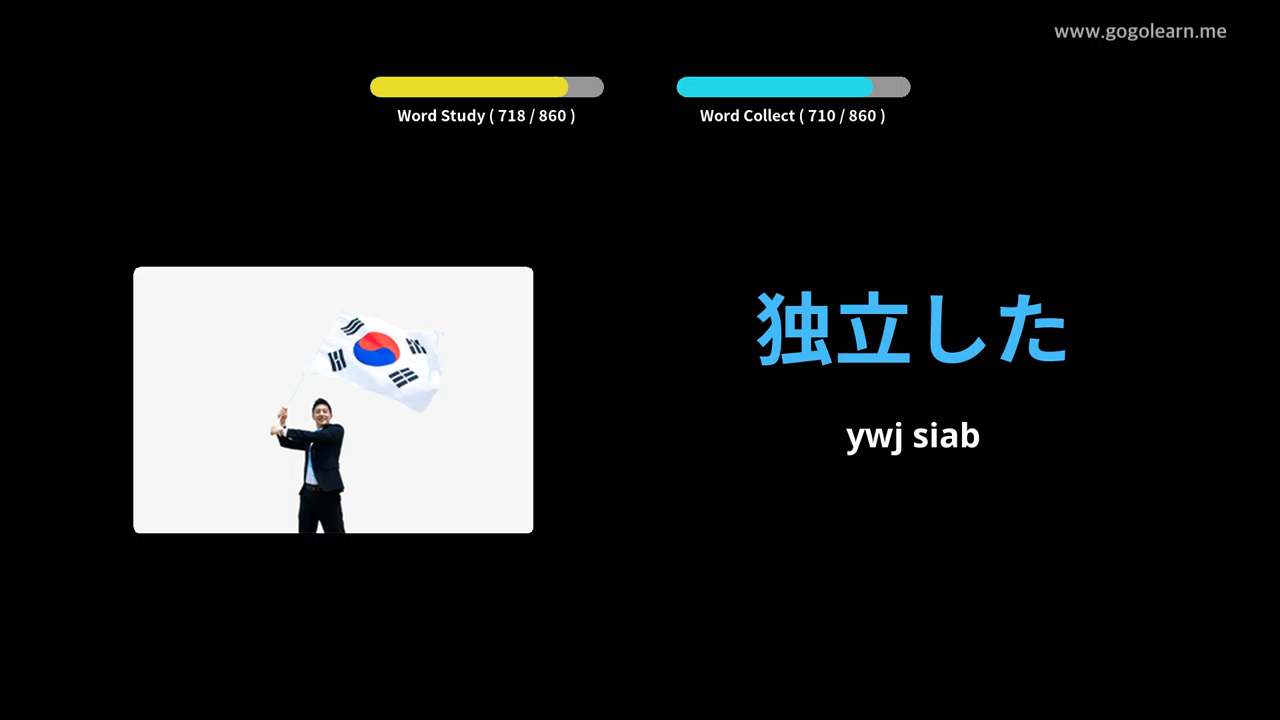 www.gogolearn.me
Word Study ( 718 / 860 )
Word Collect ( 710 / 860 )
独立した
ywj siab